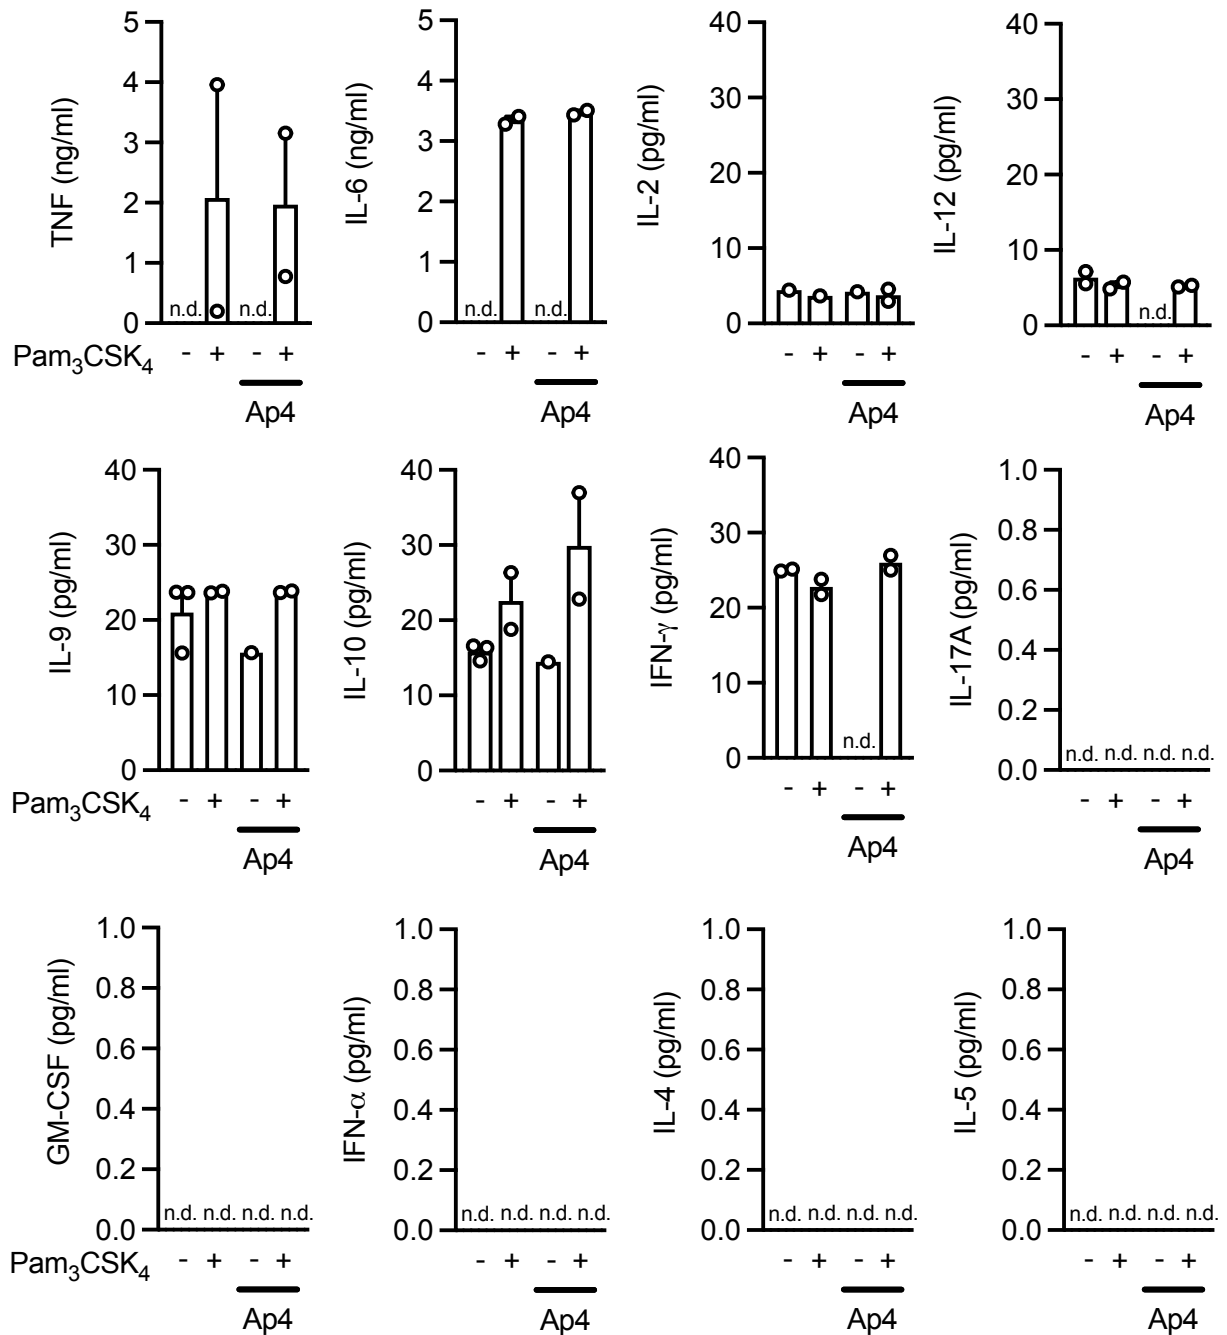 TNF (ng/ml)
5
4
3
2
1
0
n.d. n.d.
Pam₃CSK₄ - + - +
Ap4
IL-6 (ng/ml)
5
4
3
2
1
0
n.d. n.d.
- + - +
Ap4
IL-2 (pg/ml)
40
30
20
10
0
- + - +
Ap4
IL-12 (pg/ml)
40
30
20
10
0
n.d.
- + - +
Ap4
IL-9 (pg/ml)
40
30
20
10
0
Pam₃CSK₄ - + - +
Ap4
IL-10 (pg/ml)
40
30
20
10
0
- + - +
Ap4
IFN-γ (pg/ml)
40
30
20
10
0
n.d.
- + - +
Ap4
IL-17A (pg/ml)
1.0
0.8
0.6
0.4
0.2
0.0
n.d. n.d. n.d. n.d.
- + - +
Ap4
GM-CSF (pg/ml)
1.0
0.8
0.6
0.4
0.2
0.0
n.d. n.d. n.d. n.d.
Pam₃CSK₄ - + - +
Ap4
IFN-α (pg/ml)
1.0
0.8
0.6
0.4
0.2
0.0
n.d. n.d. n.d. n.d.
- + - +
Ap4
IL-4 (pg/ml)
1.0
0.8
0.6
0.4
0.2
0.0
n.d. n.d. n.d. n.d.
- + - +
Ap4
IL-5 (pg/ml)
1.0
0.8
0.6
0.4
0.2
0.0
n.d. n.d. n.d. n.d.
- + - +
Ap4